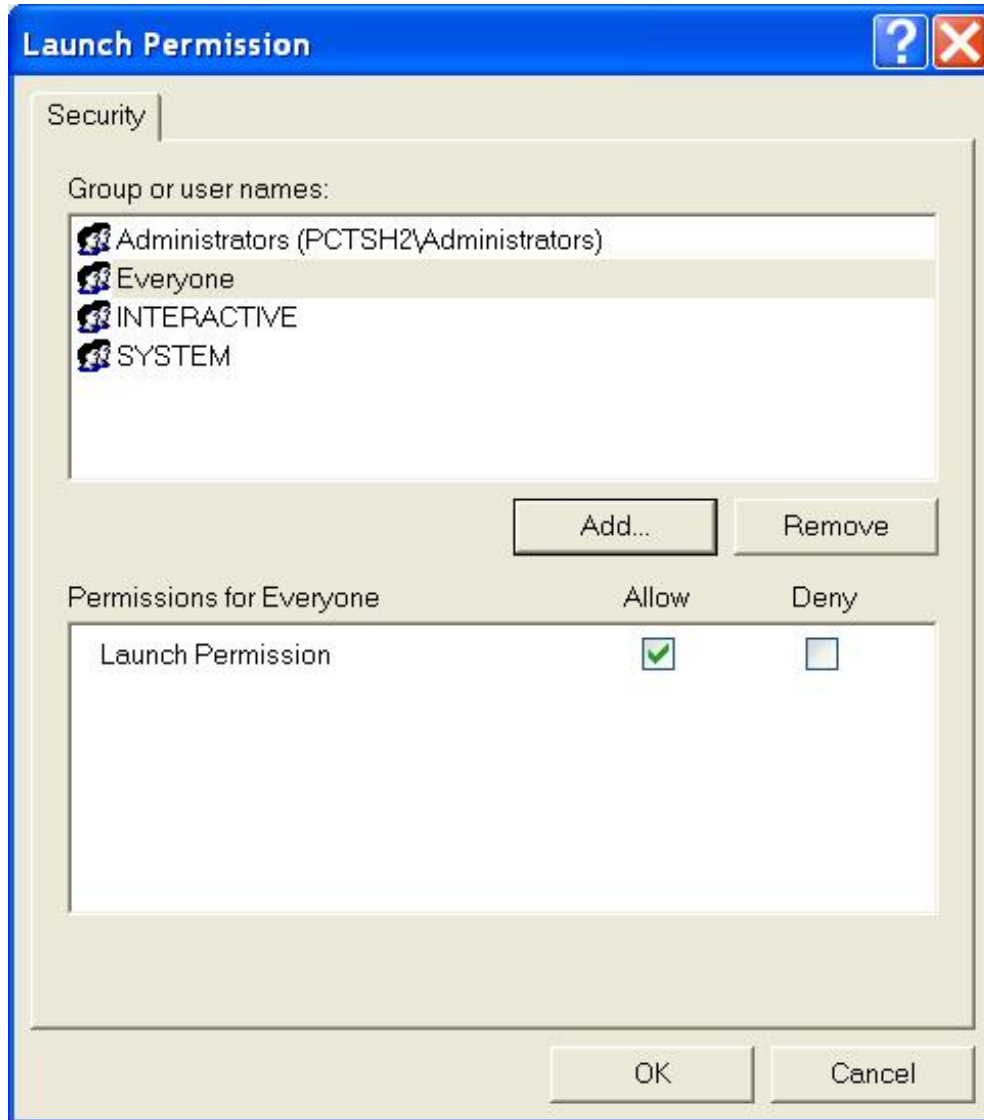 Launch Permission
Security
Group or user names:
Administrators (PCTSH2\Administrators)
Everyone
INTERACTIVE
SYSTEM
Add... Remove
Permissions for Everyone Allow Deny
Launch Permission
OK Cancel